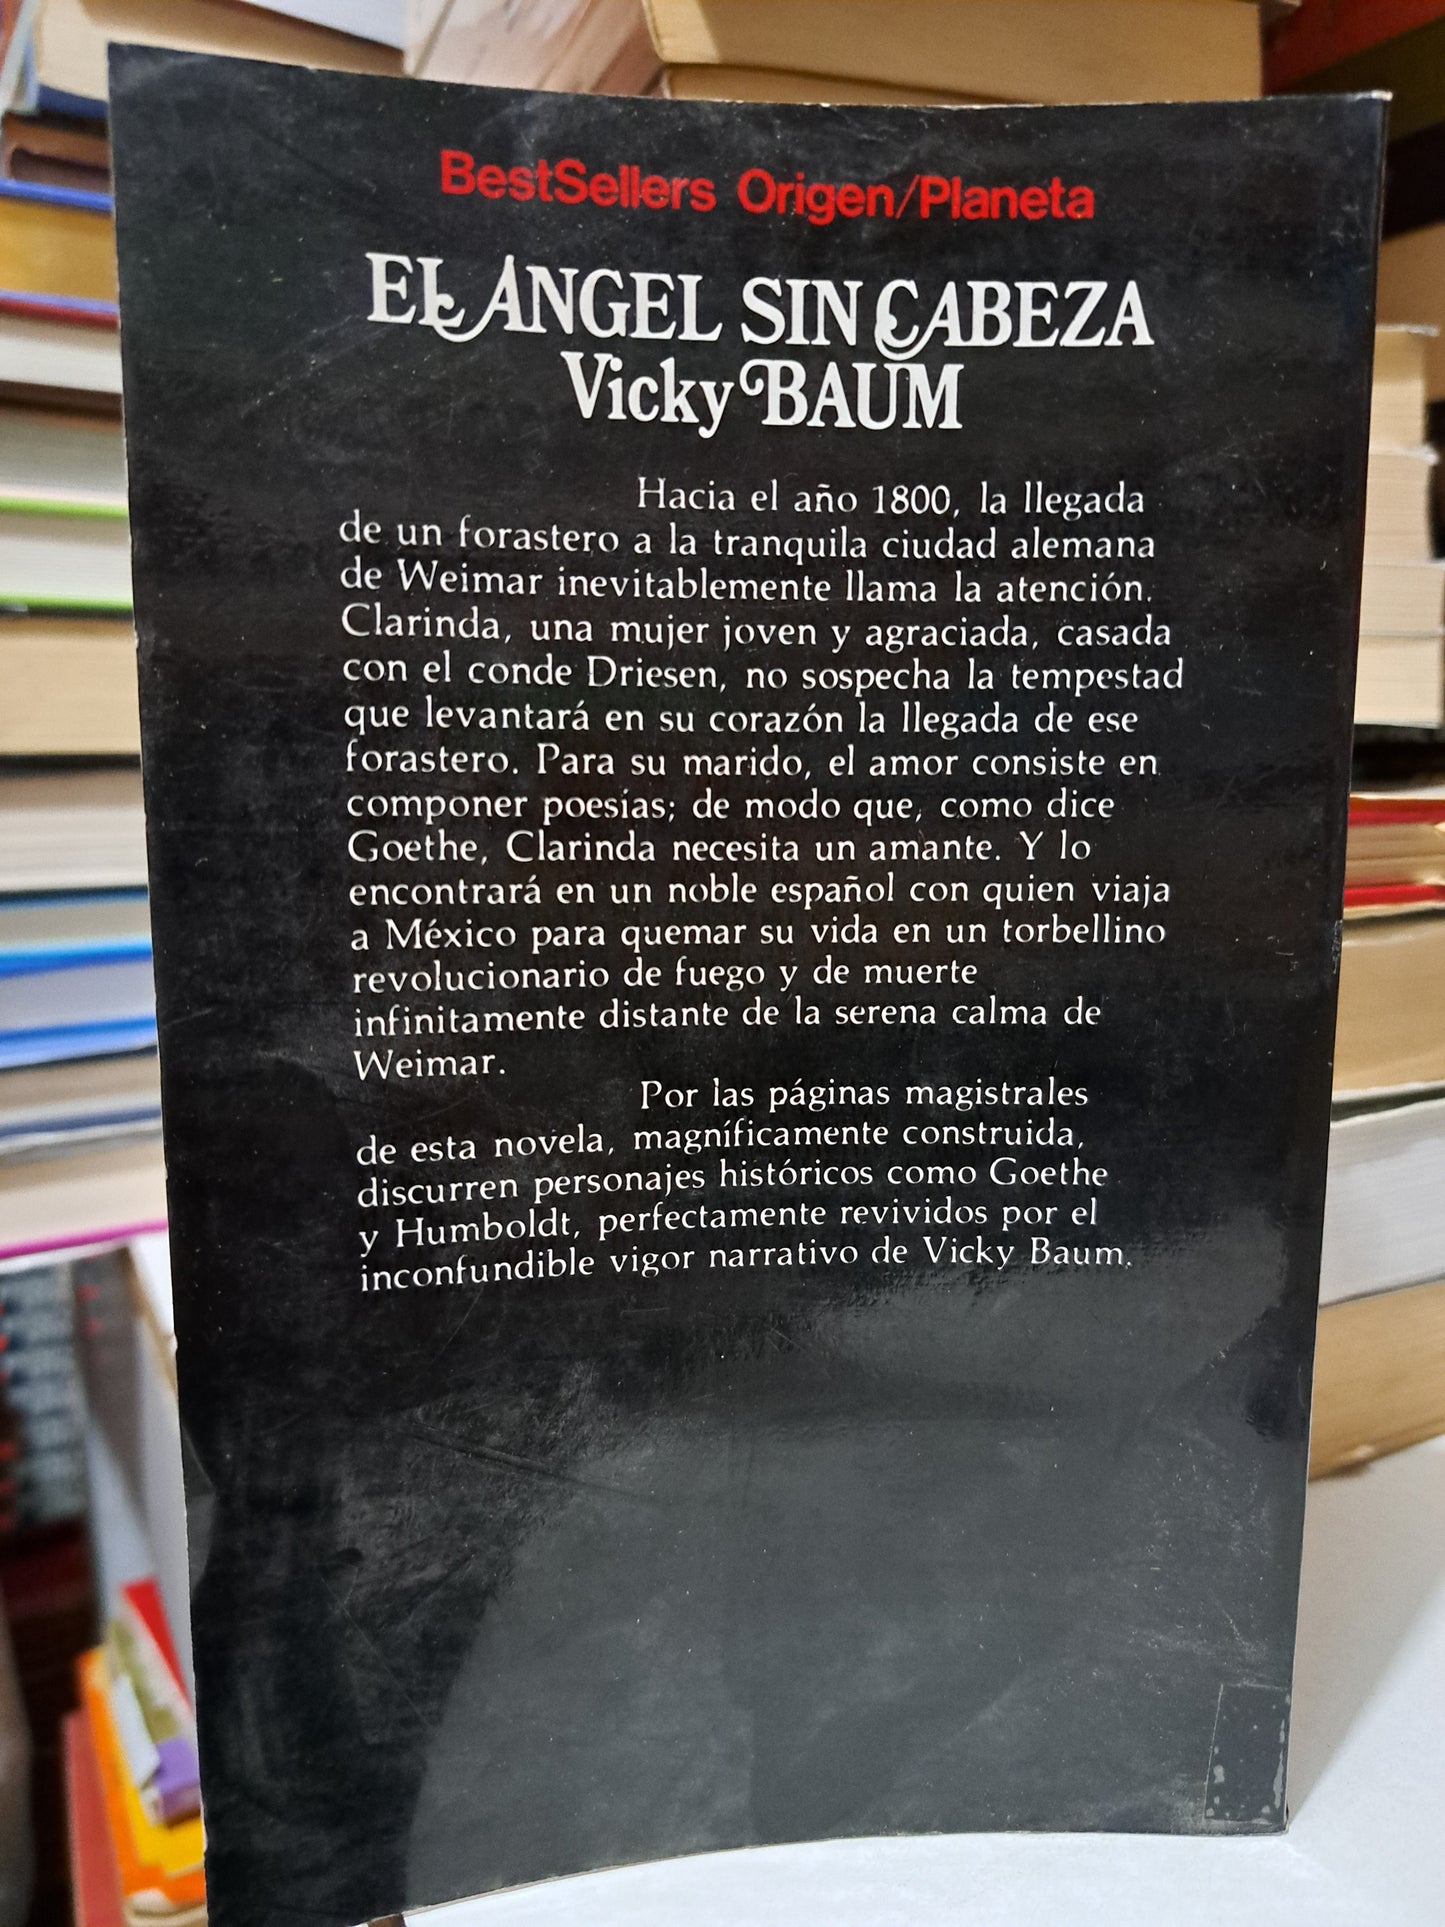 BestSellers Origen/Planeta
EL ANGEL SIN CABEZA
Vicky BAUM
Hacia el año 1800, la llegada
de un forastero a la tranquila ciudad alemana
de Weimar inevitablemente llama la atención.
Clarinda, una mujer joven y agraciada, casada
con el conde Driesen, no sospecha la tempestad
que levantará en su corazón la llegada de ese
forastero. Para su marido, el amor consiste en
componer poesías; de modo que, como dice
Goethe, Clarinda necesita un amante. Y lo
encontrará en un noble español con quien viaja
a México para quemar su vida en un torbellino
revolucionario de fuego y de muerte
infinitamente distante de la serena calma de
Weimar.
Por las páginas magistrales
de esta novela, magníficamente construida,
discurren personajes históricos como Goethe
y Humboldt, perfectamente revividos por el
inconfundible vigor narrativo de Vicky Baum.